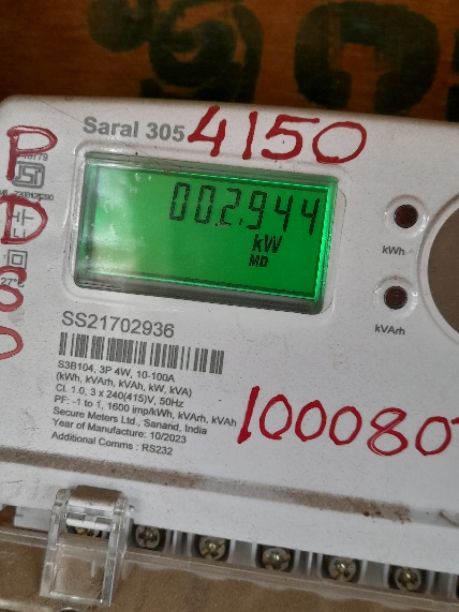 Saral 305
4150
002.944
kW
MD
kWh
kVArh
P
D
27°C
SS21702936
S3B104, 3P 4W, 10-100A
(kWh, kVArh, kVAh, kW, kVA)
Cl. 1.0, 3 x 240(415)V, 50Hz
PF: -1 to 1, 1600 imp/kWh, kVArh, kVAh
Secure Meters Ltd., Sanand, India
Year of Manufacture: 10/2023
Additional Comms : RS232
100080